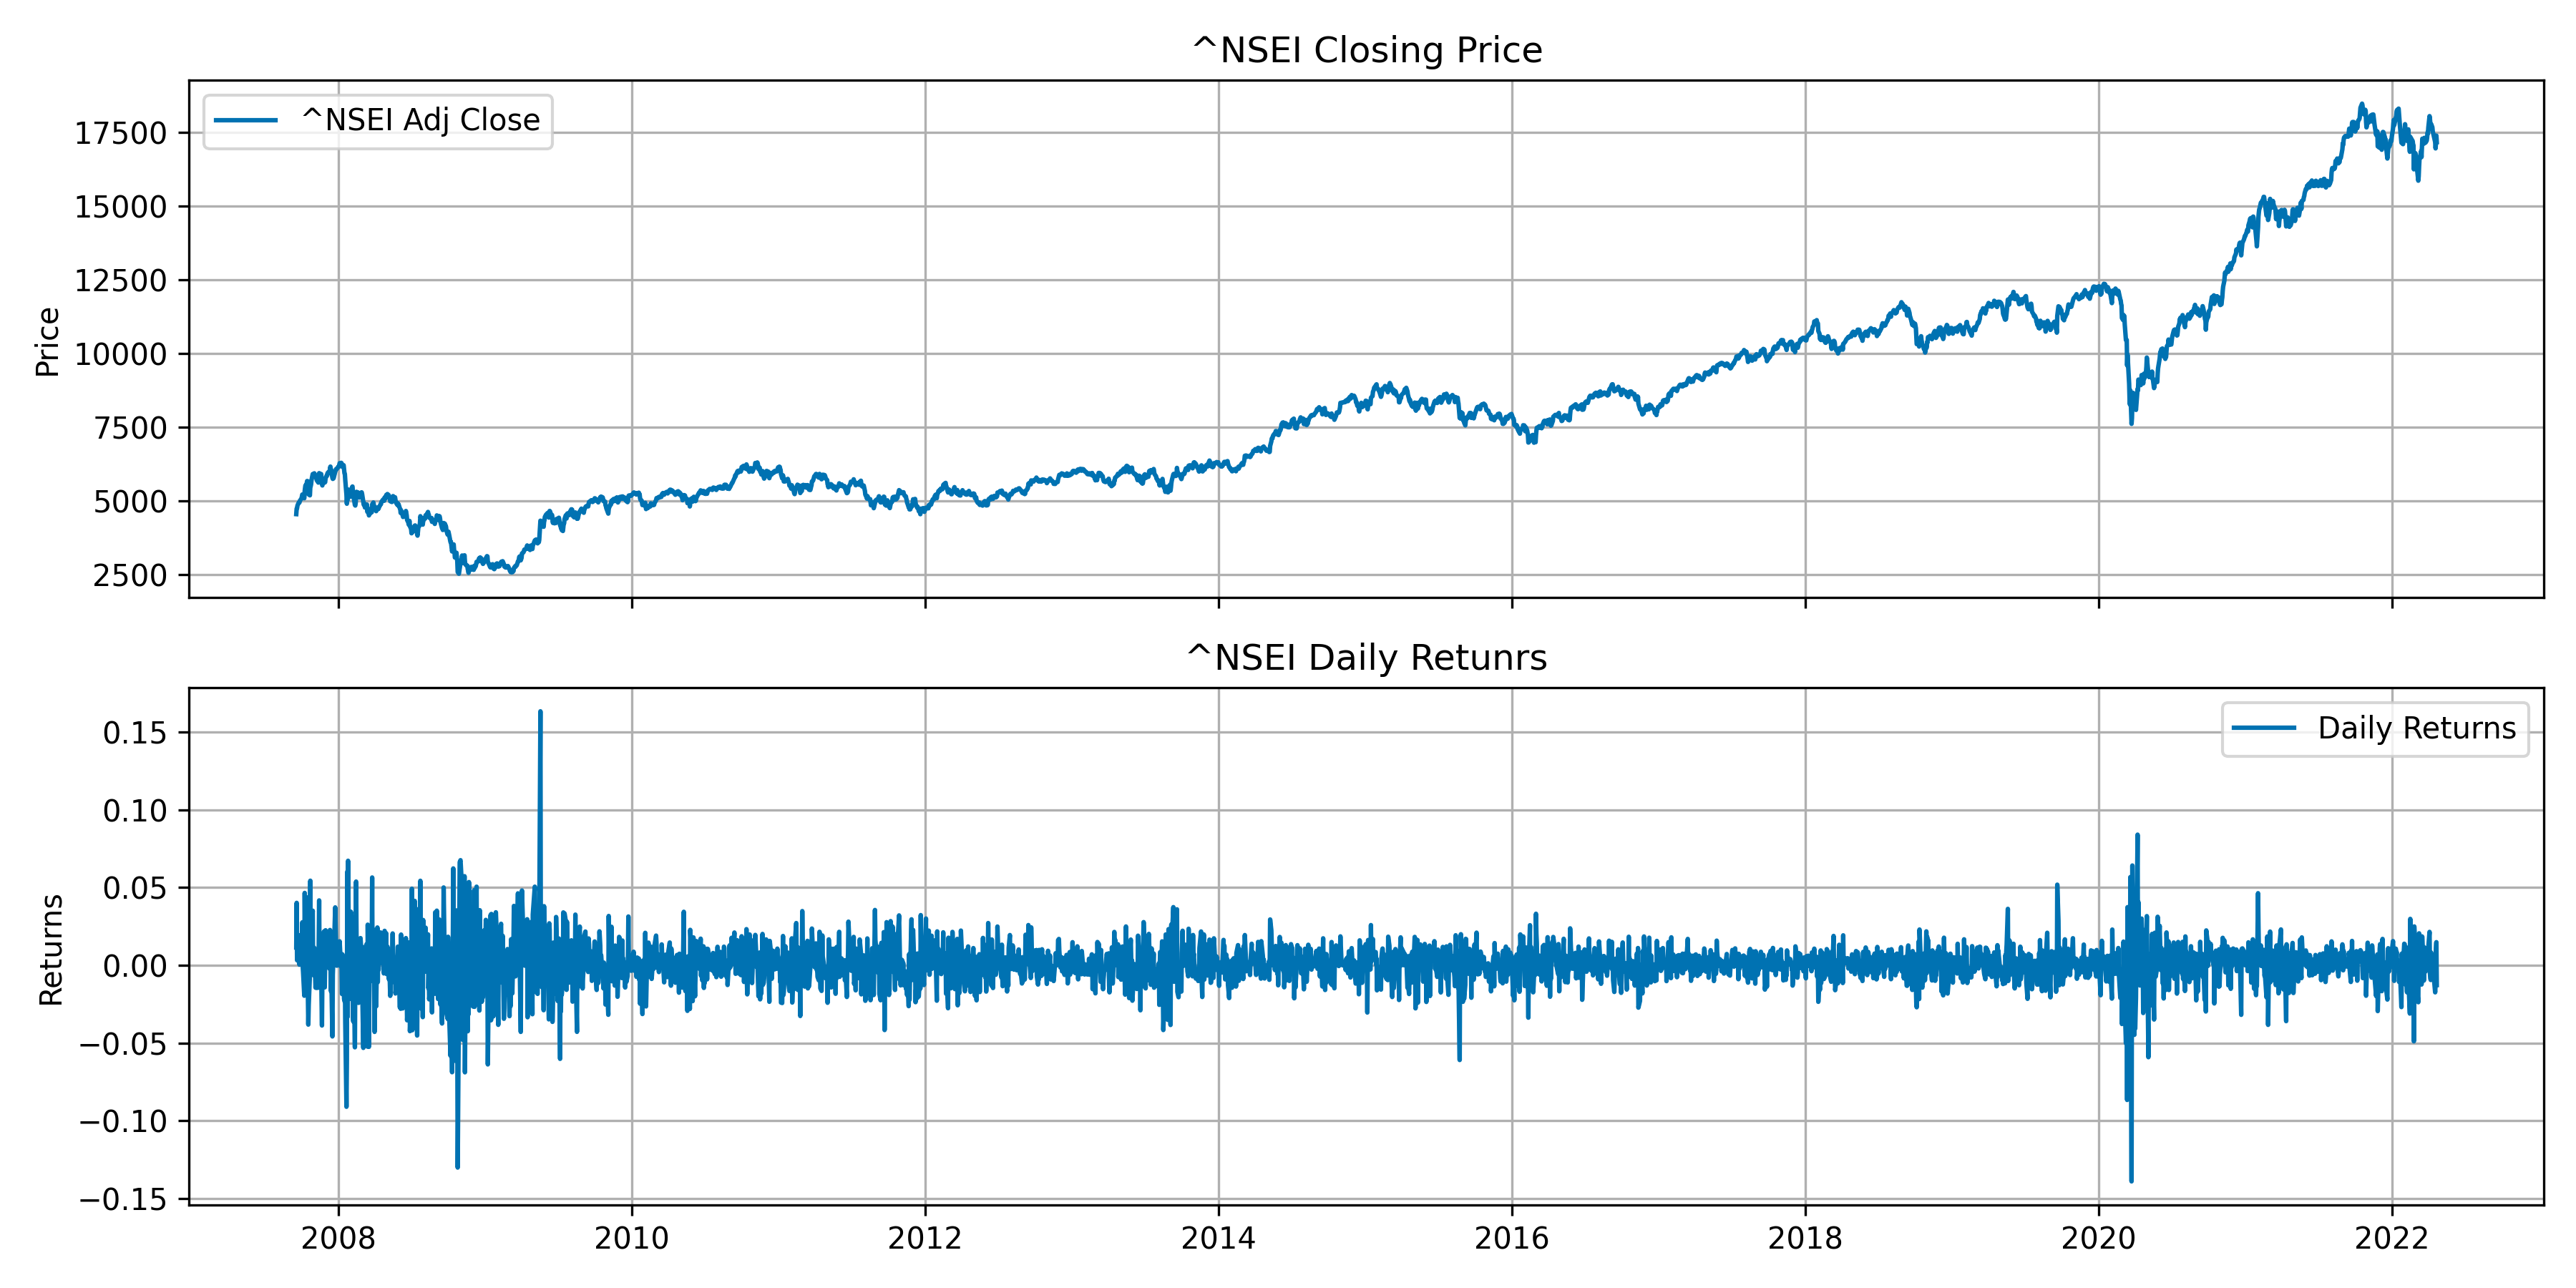 ^NSEI Closing Price
^NSEI Adj Close
17500
15000
12500
10000
7500
5000
2500
Price
^NSEI Daily Retunrs
Daily Returns
0.15
0.10
0.05
0.00
−0.05
−0.10
−0.15
Returns
2008 2010 2012 2014 2016 2018 2020 2022